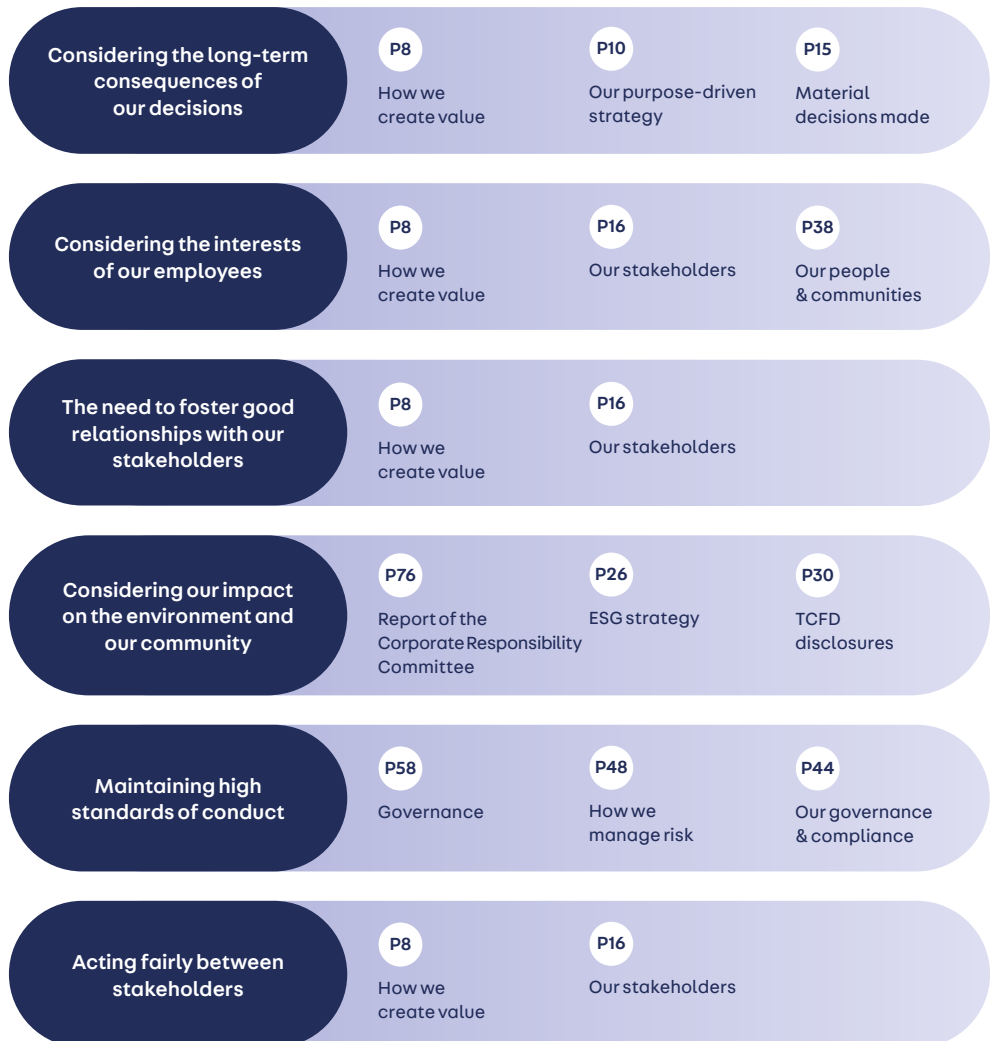 Considering the long-term
consequences of
our decisions
P8
How we
create value
P10
Our purpose-driven
strategy
P15
Material
decisions made
Considering the interests
of our employees
P8
How we
create value
P16
Our stakeholders
P38
Our people
& communities
The need to foster good
relationships with our
stakeholders
P8
How we
create value
P16
Our stakeholders
Considering our impact
on the environment and
our community
P76
Report of the
Corporate Responsibility
Committee
P26
ESG strategy
P30
TCFD
disclosures
Maintaining high
standards of conduct
P58
Governance
P48
How we
manage risk
P44
Our governance
& compliance
Acting fairly between
stakeholders
P8
How we
create value
P16
Our stakeholders